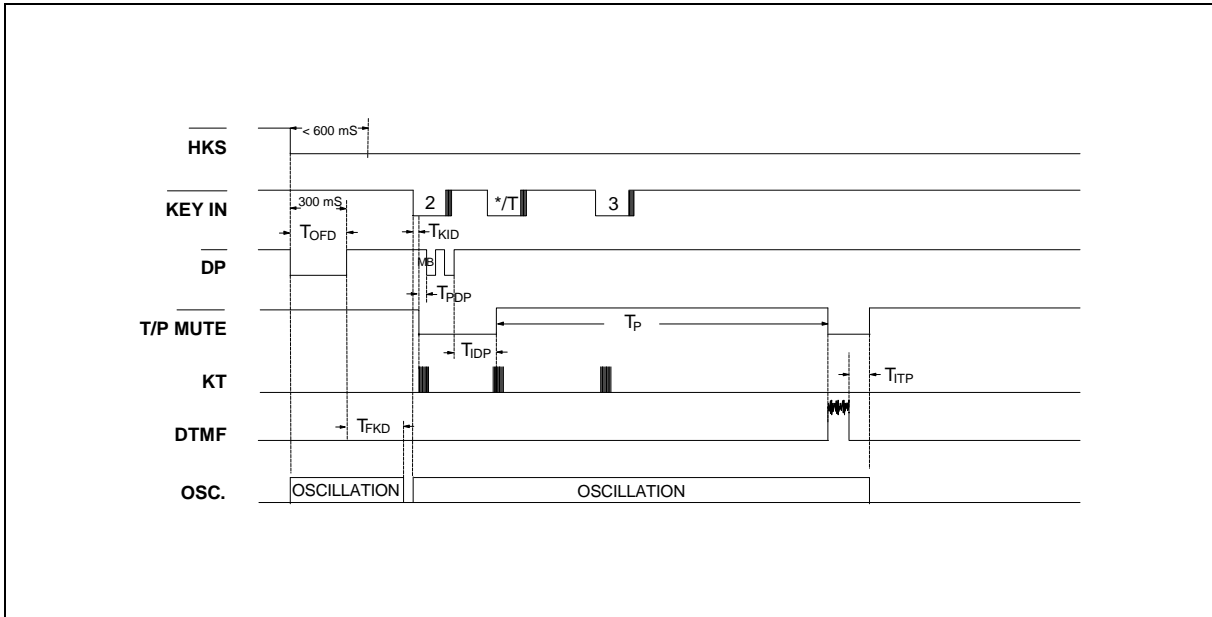 < 600 mS
HKS
KEY IN
2
*/T
3
300 mS
TOFD
TKID
DP
MB
TPDP
T/P MUTE
TP
TIDP
KT
TITP
DTMF
TFKD
OSC.
OSCILLATION
OSCILLATION